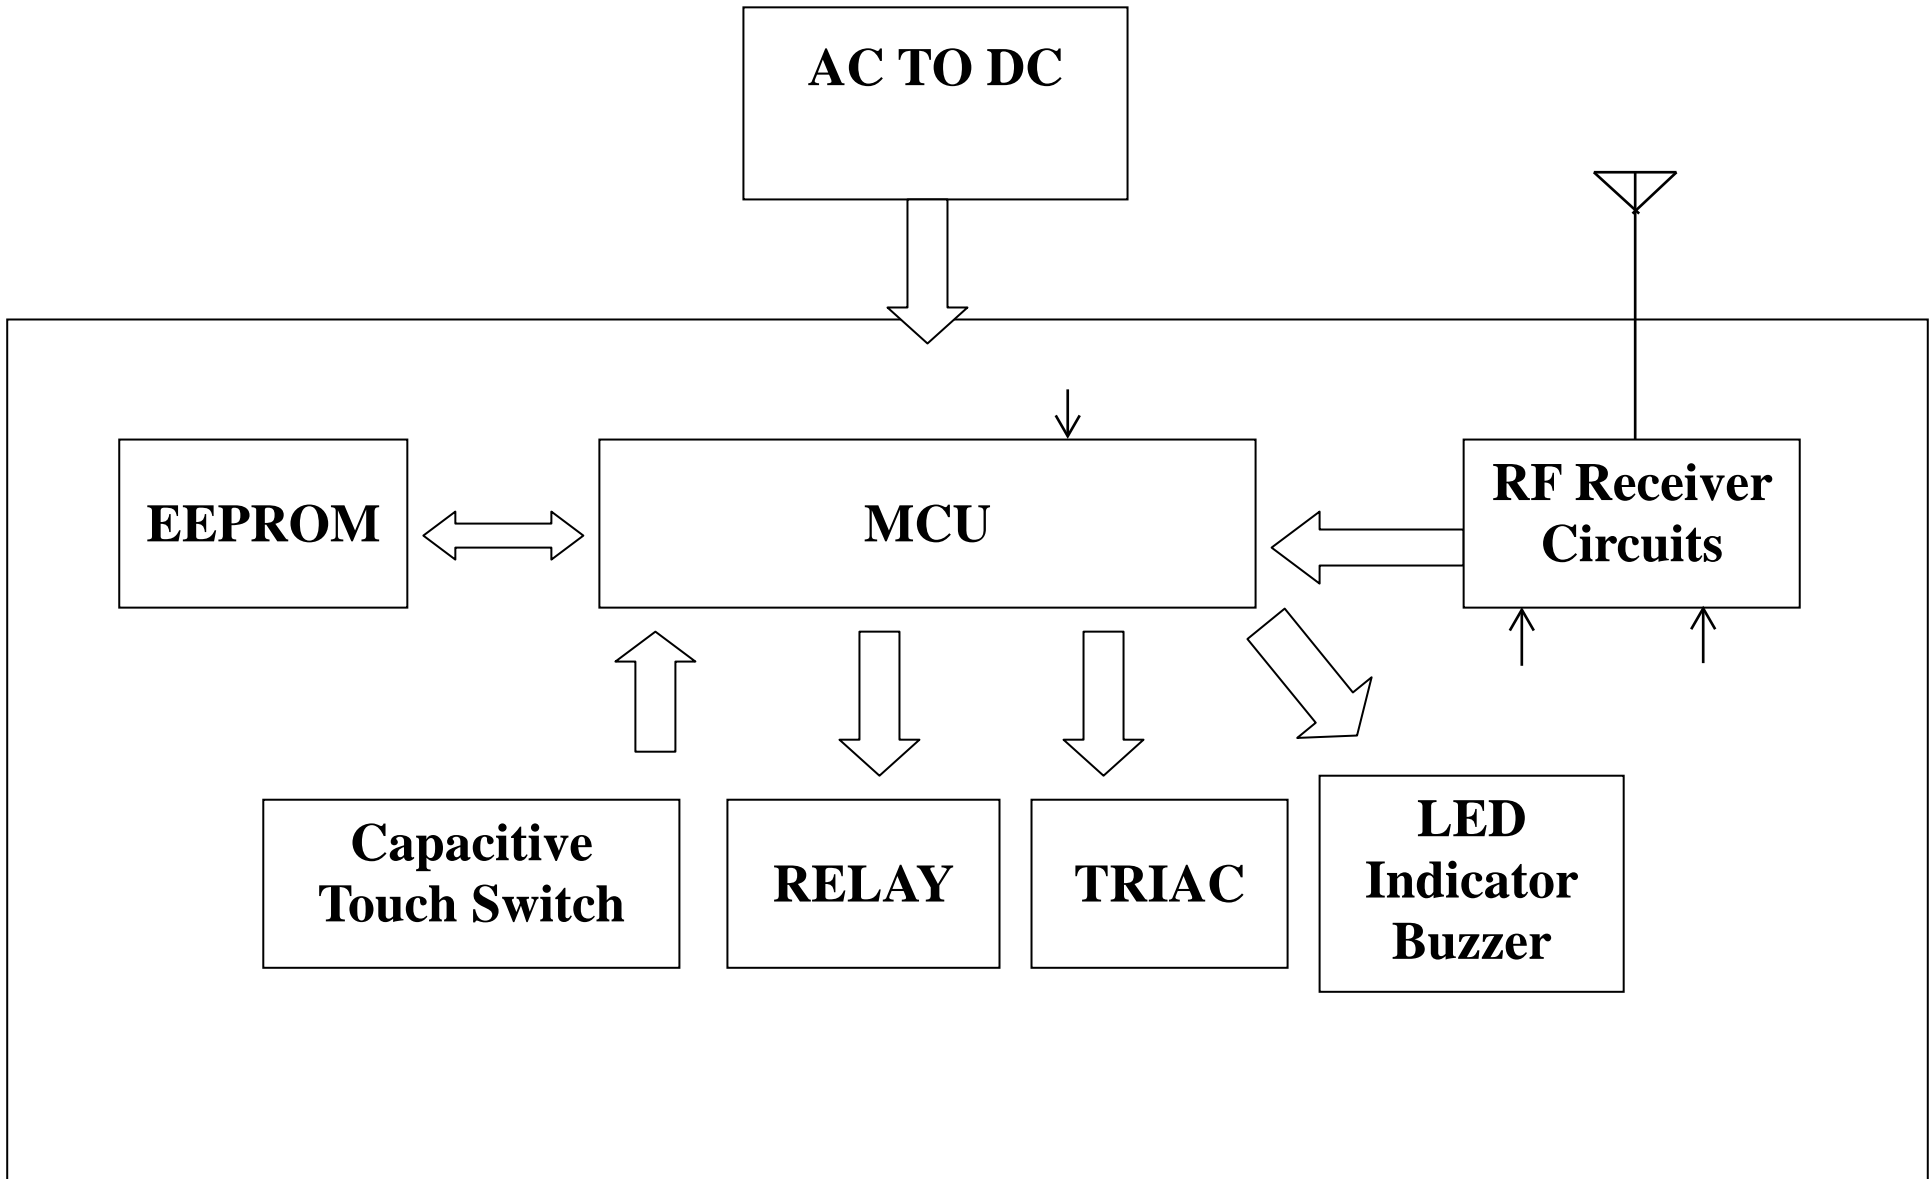 AC TO DC
EEPROM
MCU
RF Receiver
Circuits
Capacitive
Touch Switch
RELAY
TRIAC
LED
Indicator
Buzzer